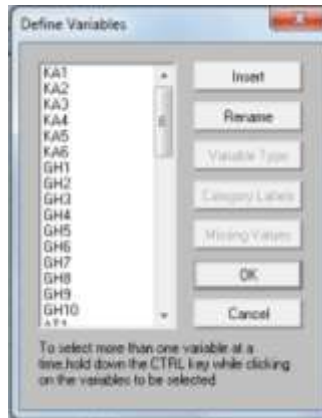 Define Variables
KA1
KA2
KA3
KA4
KA5
KA6
GH1
GH2
GH3
GH4
GH5
GH6
GH7
GH8
GH9
GH10
Insert
Rename
Variable Type
Category Labels
Missing Values
OK
Cancel
To select more than one variable at a
time,hold down the CTRL key while clicking
on the variables to be selected